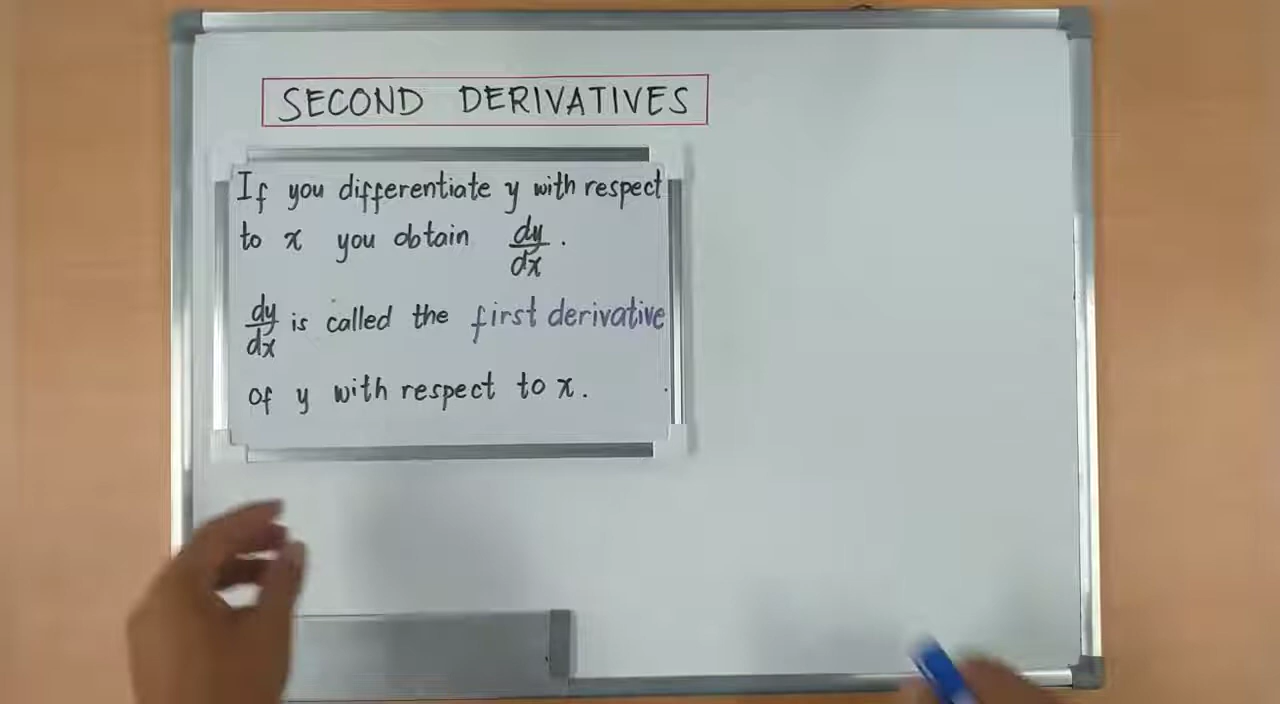 SECOND DERIVATIVES
If you differentiate y with respect
to x you obtain dy/dx.
dy/dx is called the first derivative
of y with respect to x.